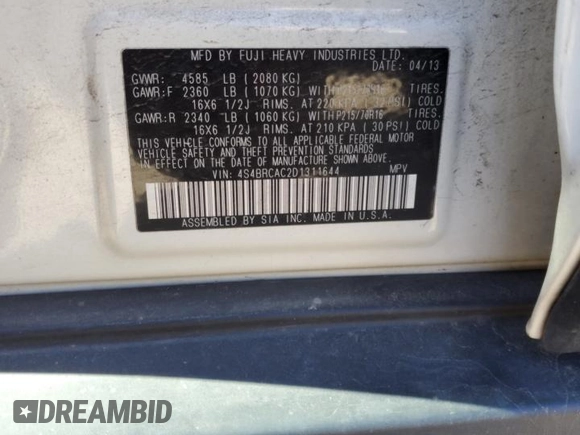 MFD BY FUJI HEAVY INDUSTRIES LTD.
DATE: 04/13
GVWR: 4585 LB ( 2080 KG)
GAWR:F 2360 LB ( 1070 KG) WITH P215/70R16 TIRES.
16X6 1/2J RIMS. AT 220 KPA ( 32 PSI) COLD
GAWR:R 2340 LB ( 1060 KG) WITH P215/70R16 TIRES.
16X6 1/2J RIMS. AT 210 KPA ( 30 PSI) COLD
THIS VEHICLE CONFORMS TO ALL APPLICABLE FEDERAL MOTOR
VEHICLE SAFETY AND THEFT PREVENTION STANDARDS
IN EFFECT ON THE DATE OF MANUFACTURE SHOWN ABOVE.
VIN: 4S4BRCAC2D1311644 MPV
ASSEMBLED BY SIA INC. IN U.S.A.
DREAMBID